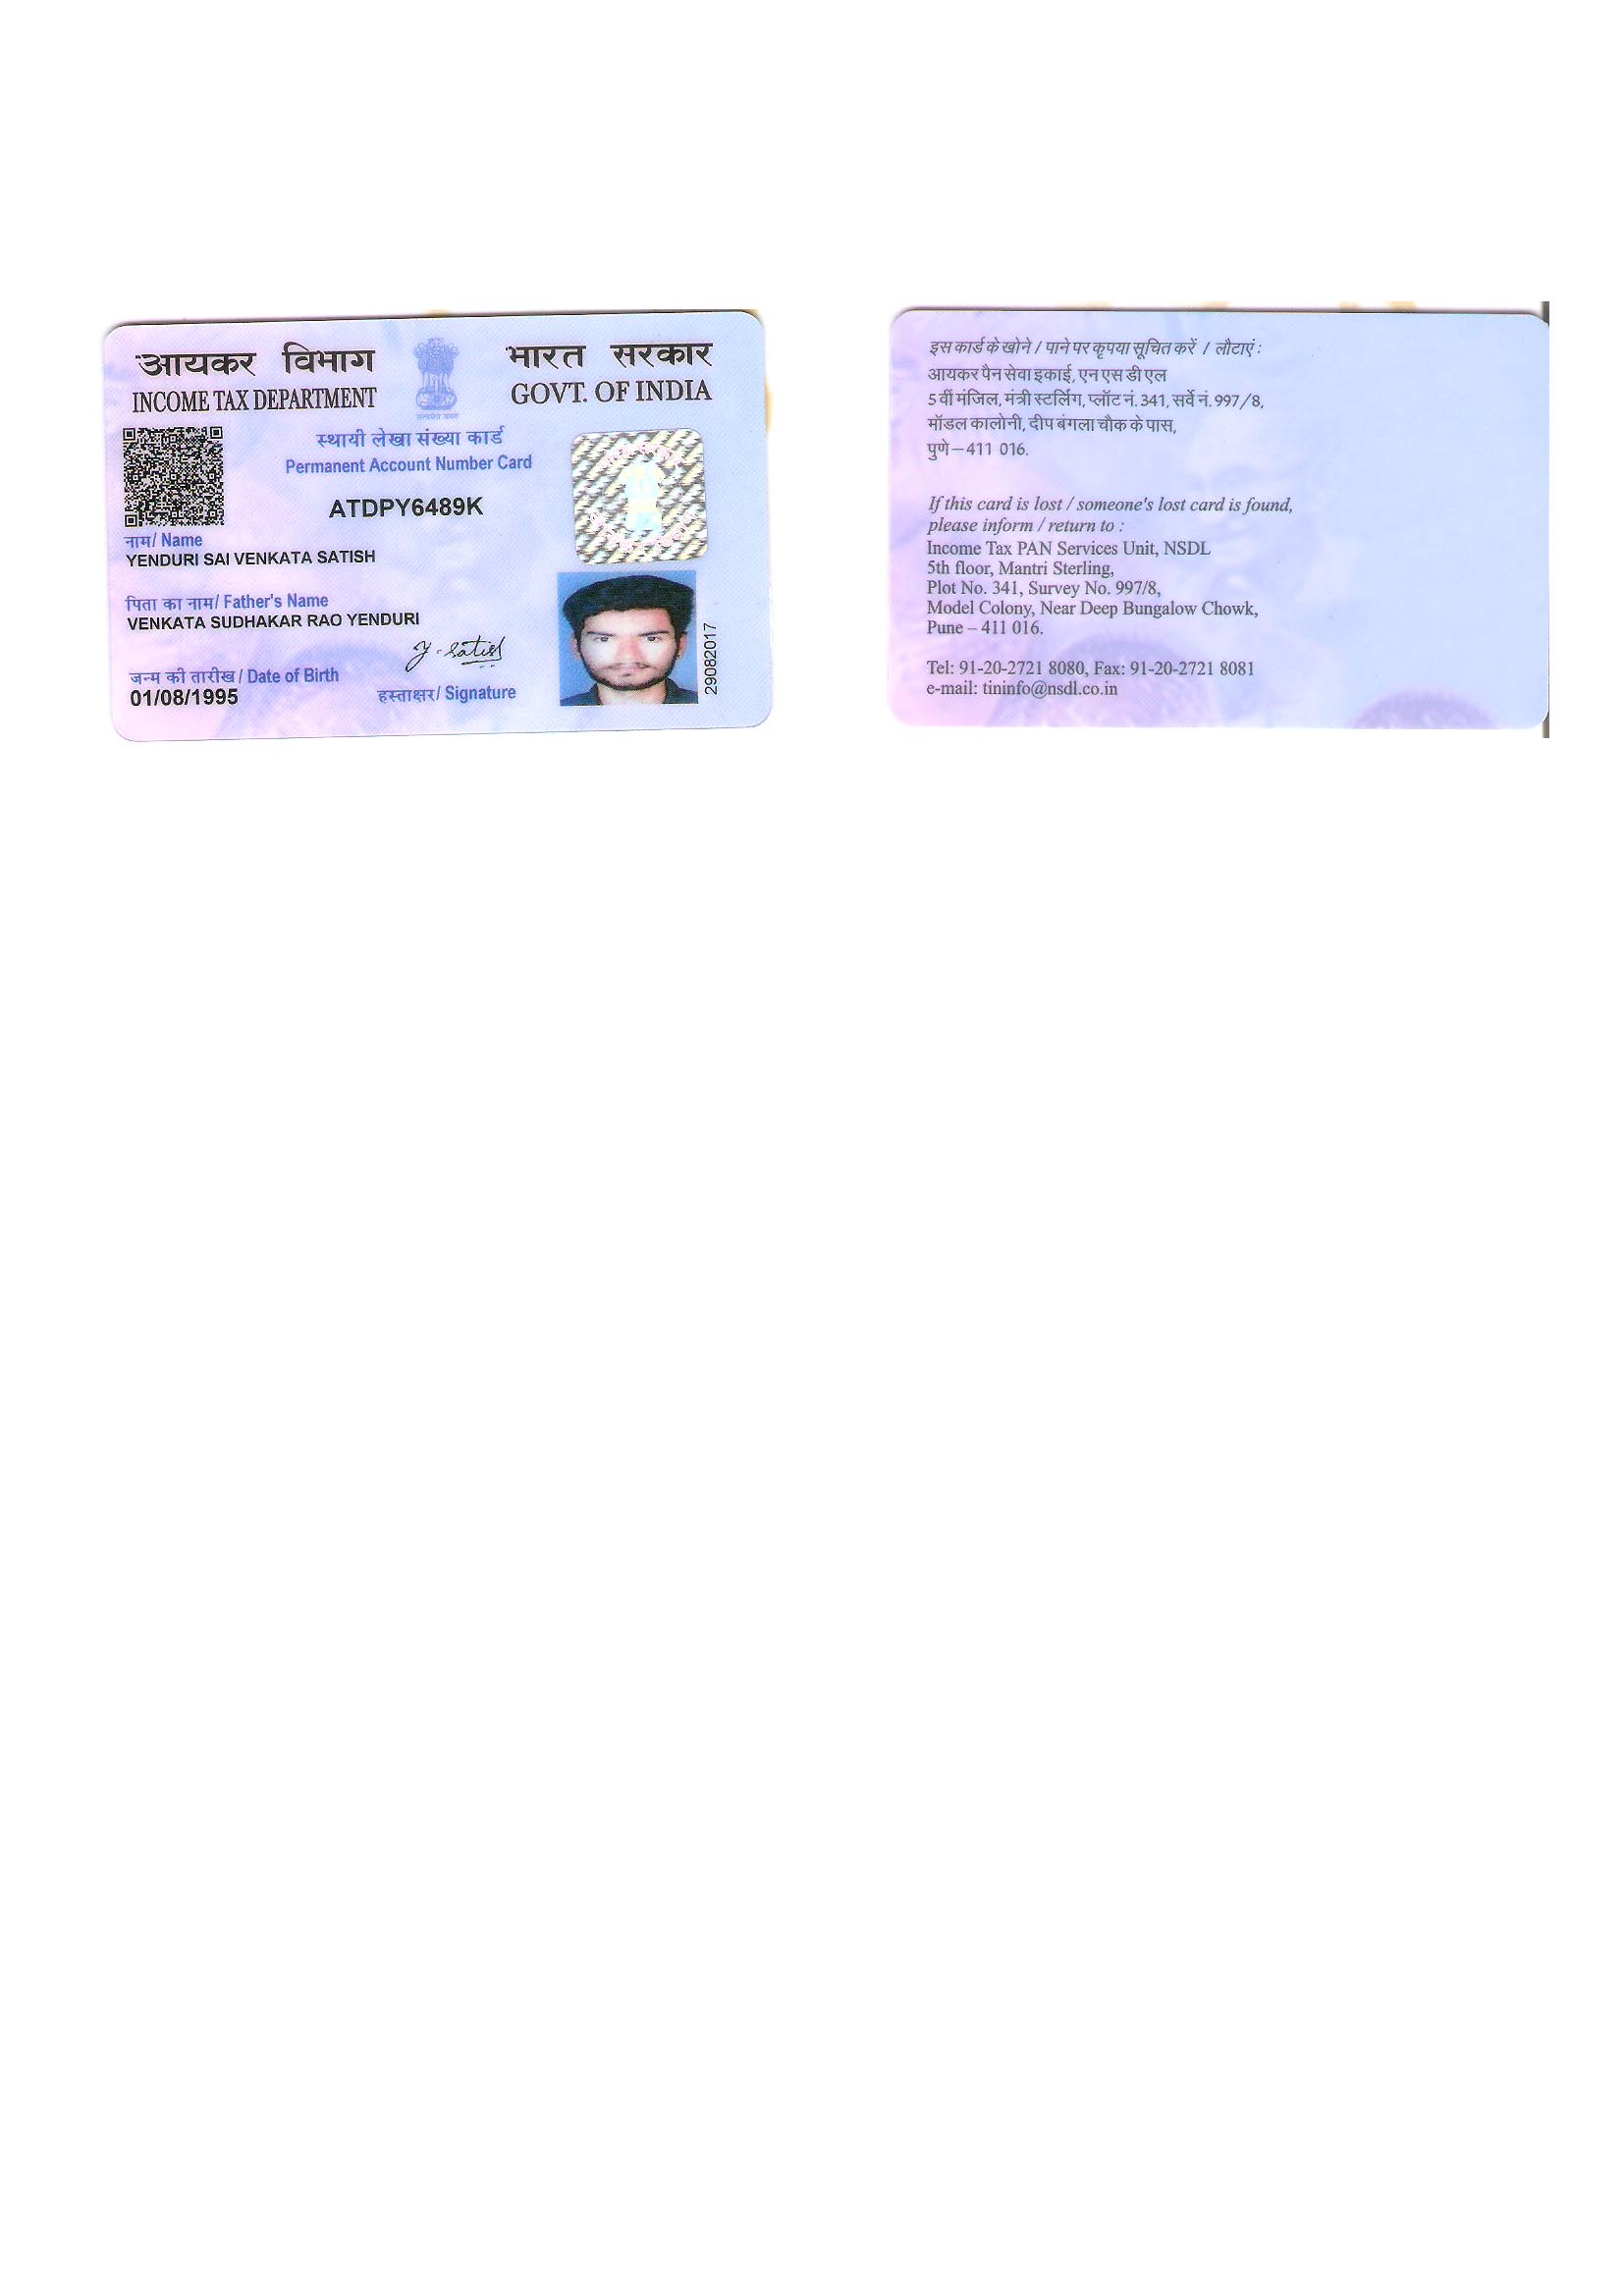 आयकर विभाग
INCOME TAX DEPARTMENT
भारत सरकार
GOVT. OF INDIA
सत्यमेव जयते
स्थायी लेखा संख्या कार्ड
Permanent Account Number Card
ATDPY6489K
नाम/ Name
YENDURI SAI VENKATA SATISH
पिता का नाम/ Father's Name
VENKATA SUDHAKAR RAO YENDURI
y. satish
जन्म की तारीख / Date of Birth
01/08/1995
हस्ताक्षर/ Signature
29082017
इस कार्ड के खोने / पाने पर कृपया सूचित करें / लौटाएं :
आयकर पैन सेवा इकाई, एन एस डी एल
5 वीं मंजिल, मंत्री स्टर्लिंग, प्लॉट नं. 341, सर्वे नं. 997/8,
मॉडल कालोनी, दीप बंगला चौक के पास,
पुणे – 411 016.
If this card is lost / someone's lost card is found,
please inform / return to :
Income Tax PAN Services Unit, NSDL
5th floor, Mantri Sterling,
Plot No. 341, Survey No. 997/8,
Model Colony, Near Deep Bungalow Chowk,
Pune – 411 016.
Tel: 91-20-2721 8080, Fax: 91-20-2721 8081
e-mail: tininfo@nsdl.co.in